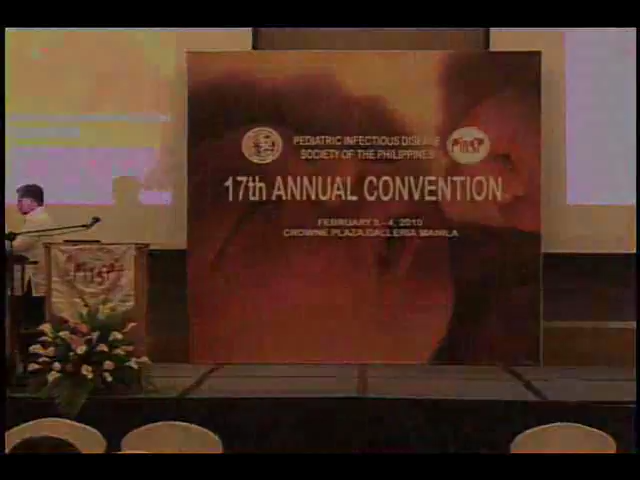 PEDIATRIC INFECTIOUS DISEASE
SOCIETY OF THE PHILIPPINES
17th ANNUAL CONVENTION
CROWNE PLAZA GALLERIA MANILA